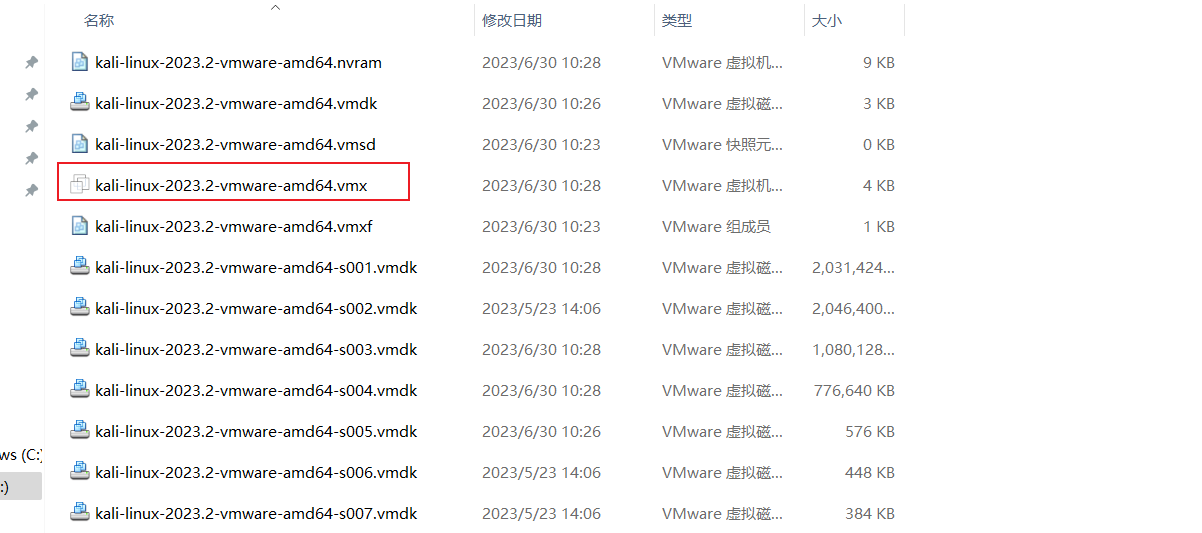 名称 修改日期 类型 大小
kali-linux-2023.2-vmware-amd64.nvram 2023/6/30 10:28 VMware 虚拟机... 9 KB
kali-linux-2023.2-vmware-amd64.vmdk 2023/6/30 10:26 VMware 虚拟磁... 3 KB
kali-linux-2023.2-vmware-amd64.vmsd 2023/6/30 10:23 VMware 快照元... 0 KB
kali-linux-2023.2-vmware-amd64.vmx 2023/6/30 10:28 VMware 虚拟机... 4 KB
kali-linux-2023.2-vmware-amd64.vmxf 2023/6/30 10:23 VMware 组成员 1 KB
kali-linux-2023.2-vmware-amd64-s001.vmdk 2023/6/30 10:28 VMware 虚拟磁... 2,031,424...
kali-linux-2023.2-vmware-amd64-s002.vmdk 2023/5/23 14:06 VMware 虚拟磁... 2,046,400...
kali-linux-2023.2-vmware-amd64-s003.vmdk 2023/6/30 10:28 VMware 虚拟磁... 1,080,128...
kali-linux-2023.2-vmware-amd64-s004.vmdk 2023/6/30 10:28 VMware 虚拟磁... 776,640 KB
kali-linux-2023.2-vmware-amd64-s005.vmdk 2023/6/30 10:26 VMware 虚拟磁... 576 KB
ws (C:)
kali-linux-2023.2-vmware-amd64-s006.vmdk 2023/5/23 14:06 VMware 虚拟磁... 448 KB
:)
kali-linux-2023.2-vmware-amd64-s007.vmdk 2023/5/23 14:06 VMware 虚拟磁... 384 KB